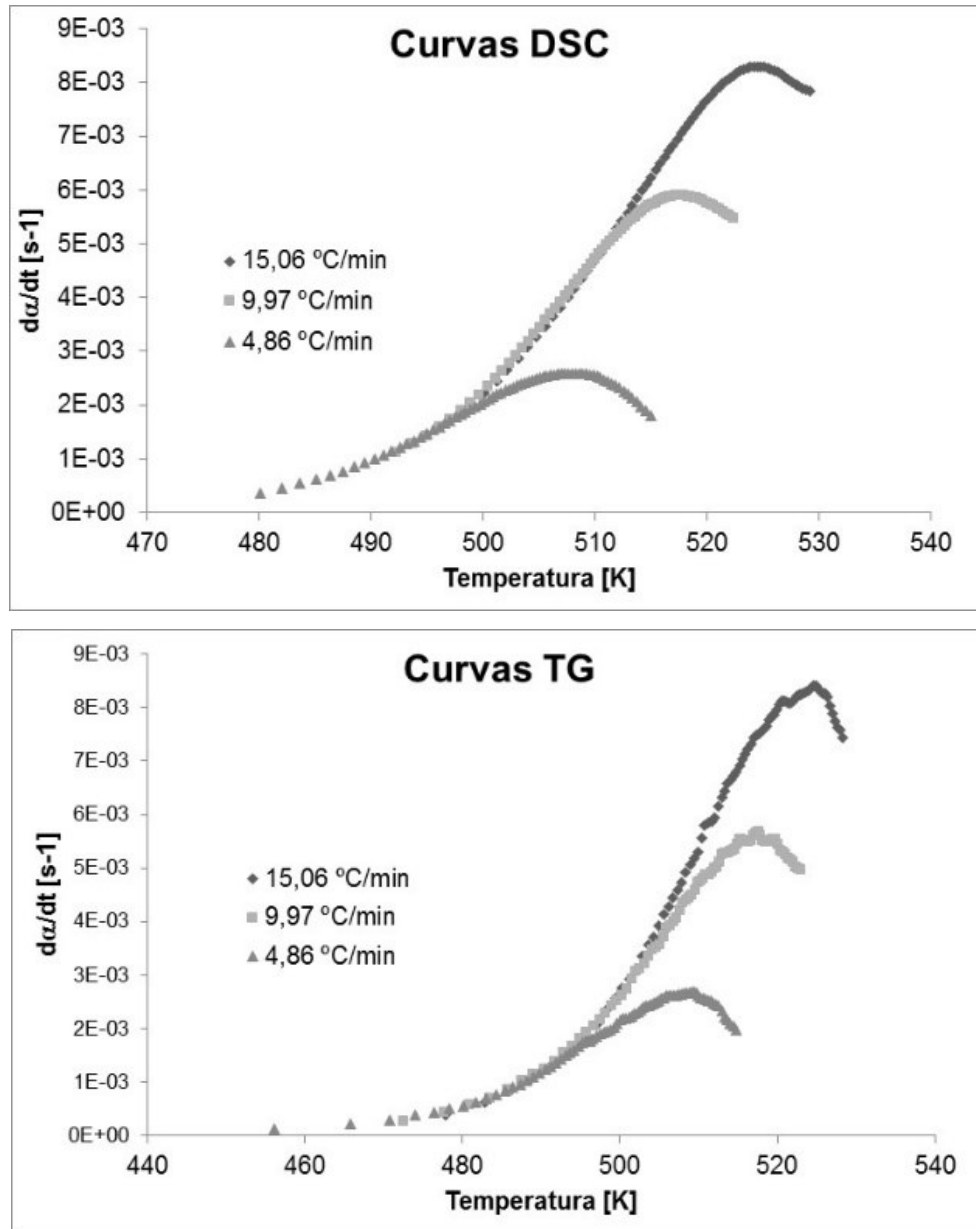 Curvas DSC
9E-03
8E-03
7E-03
6E-03
5E-03
4E-03
3E-03
2E-03
1E-03
0E+00
dα/dt [s-1]
15,06 ºC/min
9,97 ºC/min
4,86 ºC/min
470 480 490 500 510 520 530 540
Temperatura [K]
Curvas TG
9E-03
8E-03
7E-03
6E-03
5E-03
4E-03
3E-03
2E-03
1E-03
0E+00
dα/dt [s-1]
15,06 ºC/min
9,97 ºC/min
4,86 ºC/min
440 460 480 500 520 540
Temperatura [K]